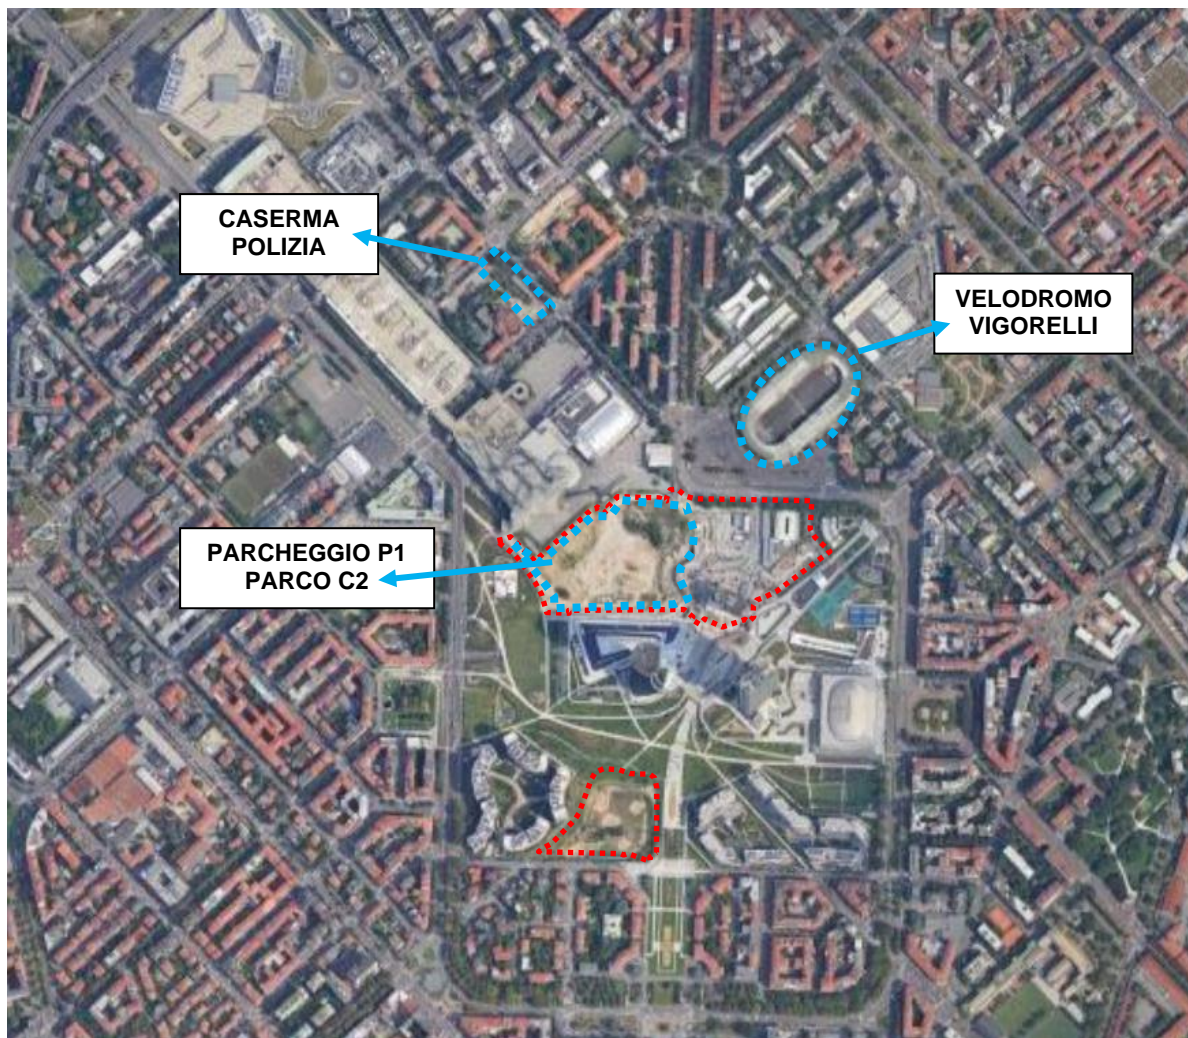 CASERMA
POLIZIA
VELODROMO
VIGORELLI
PARCHEGGIO P1
PARCO C2